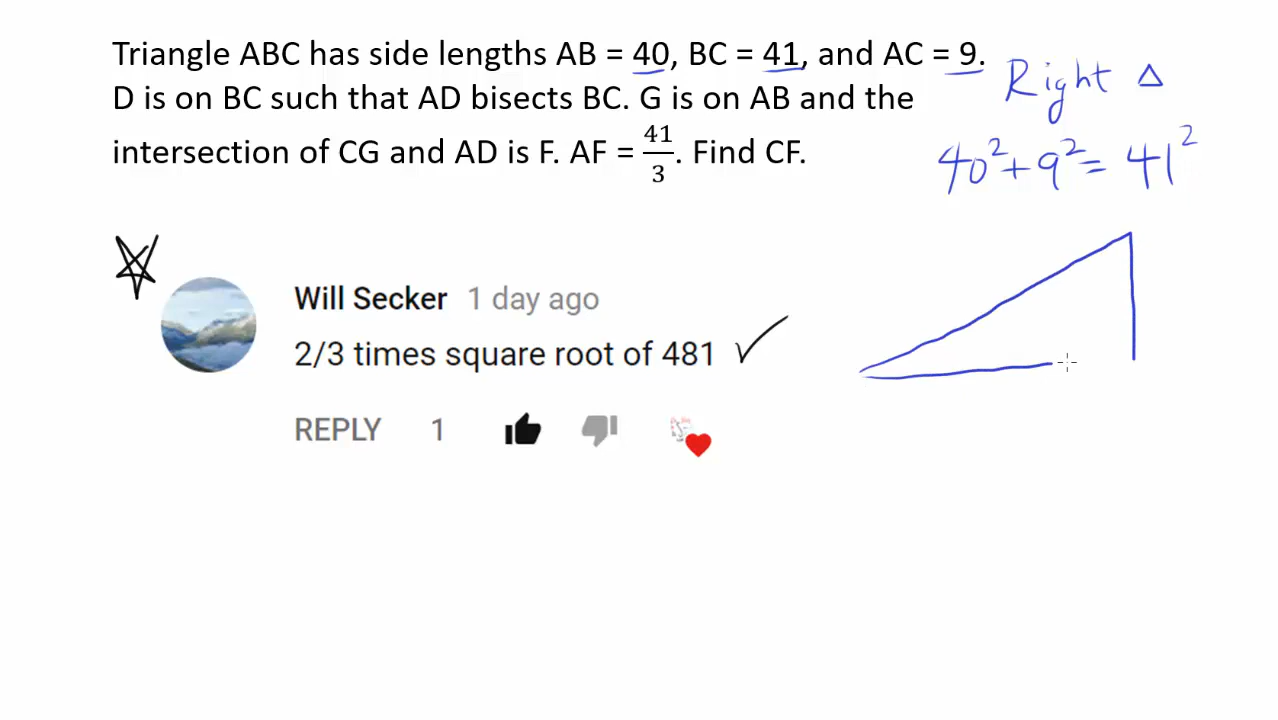 Triangle ABC has side lengths AB = 40, BC = 41, and AC = 9.
D is on BC such that AD bisects BC. G is on AB and the
intersection of CG and AD is F. AF = 41/3. Find CF.
Right Δ
40² + 9² = 41²
Will Secker 1 day ago
2/3 times square root of 481
REPLY 1